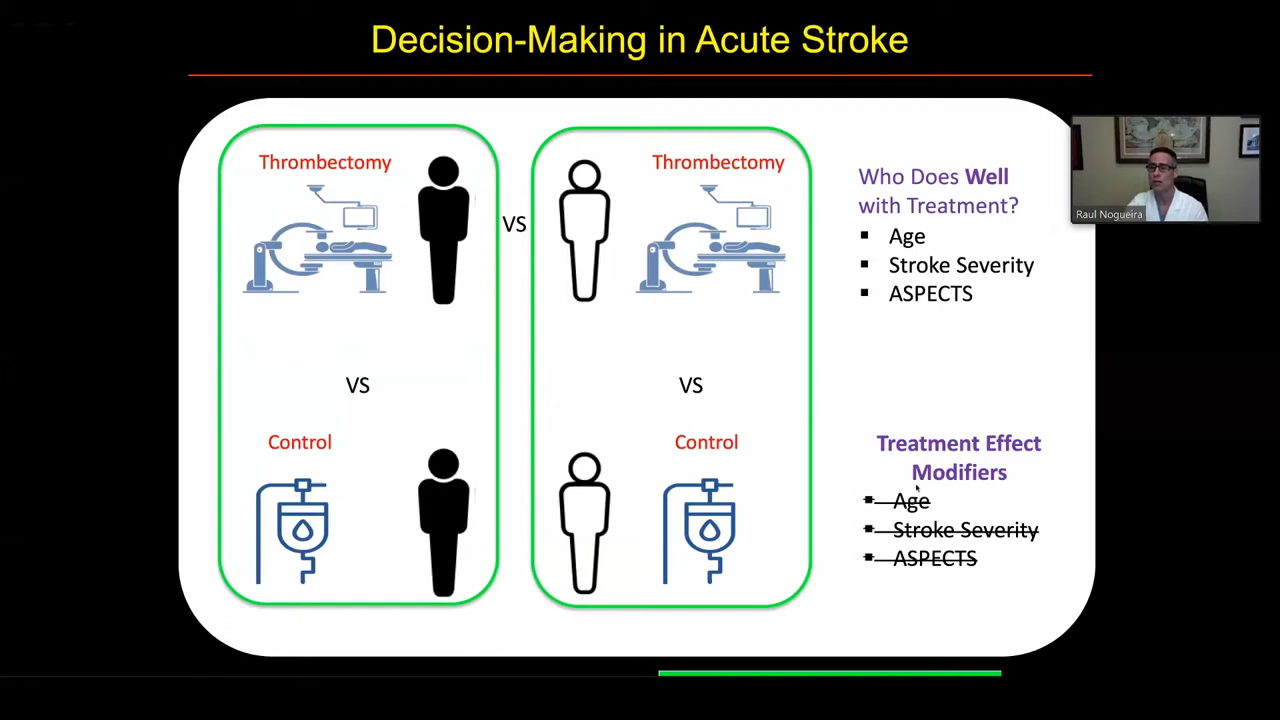 Decision-Making in Acute Stroke
Thrombectomy
VS
Thrombectomy
VS
Control
VS
Control
Who Does Well
with Treatment?
▪ Age
▪ Stroke Severity
▪ ASPECTS
Treatment Effect
Modifiers
▪ Age
▪ Stroke Severity
▪ ASPECTS
Raul Nogueira